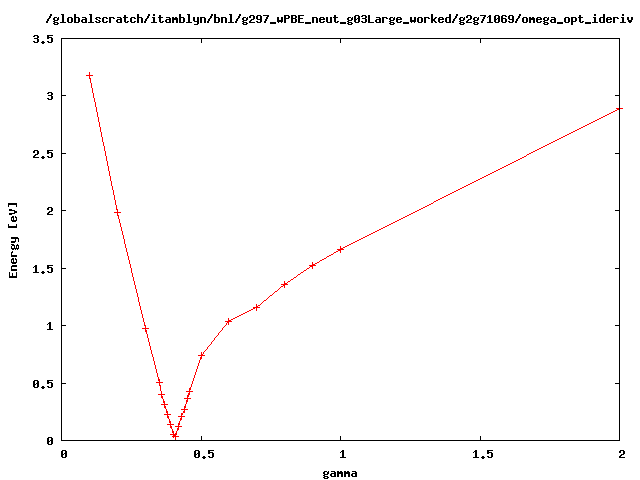 /globalscratch/itamblyn/bnl/g297_wPBE_neut_g03Large_worked/g2g71069/omega_opt_ideriv
3.5
3
2.5
2
1.5
1
0.5
0
Energy [eV]
0 0.5 1 1.5 2
gamma